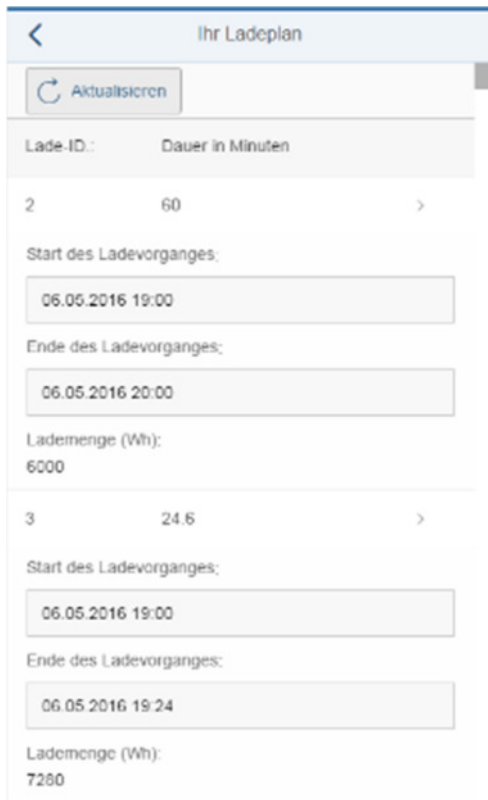 Ihr Ladeplan
Aktualisieren
Lade-ID.: Dauer in Minuten
2 60
Start des Ladevorganges:
06.05.2016 19:00
Ende des Ladevorganges:
06.05.2016 20:00
Lademenge (Wh):
6000
3 24.6
Start des Ladevorganges:
06.05.2016 19:00
Ende des Ladevorganges:
06.05.2016 19:24
Lademenge (Wh):
7280